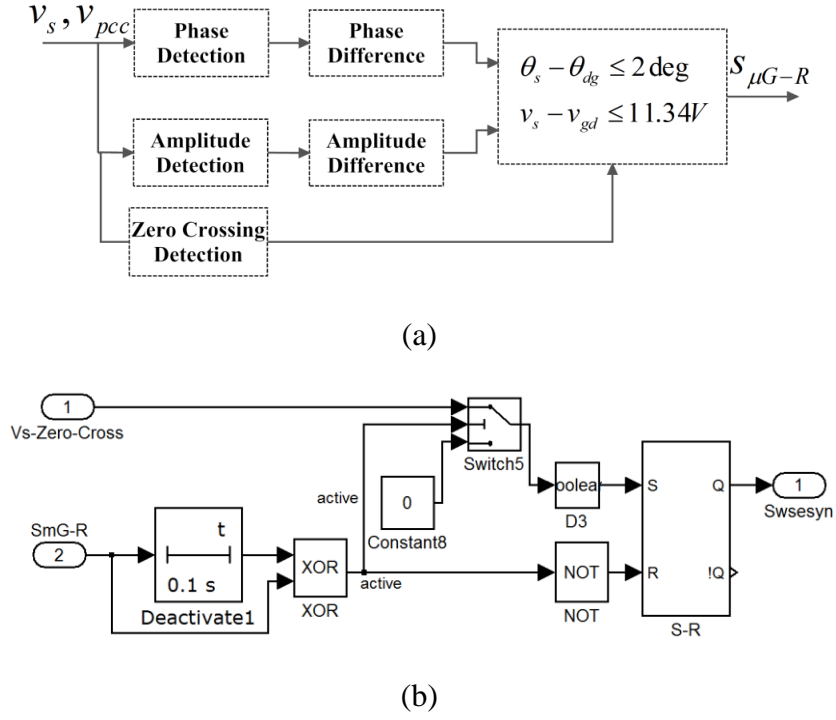 v_s, v_pcc
Phase
Detection
Phase
Difference
θ_s − θ_dg ≤ 2 deg
v_s − v_gd ≤ 11.34V
S_μG−R
Amplitude
Detection
Amplitude
Difference
Zero Crossing
Detection
(a)
1
Vs-Zero-Cross
Switch5
active
0
Constant8
oolea
D3
S
Q
1
Swsesyn
SmG-R
2
t
0.1 s
Deactivate1
XOR
XOR
active
NOT
NOT
R
!Q
S-R
(b)